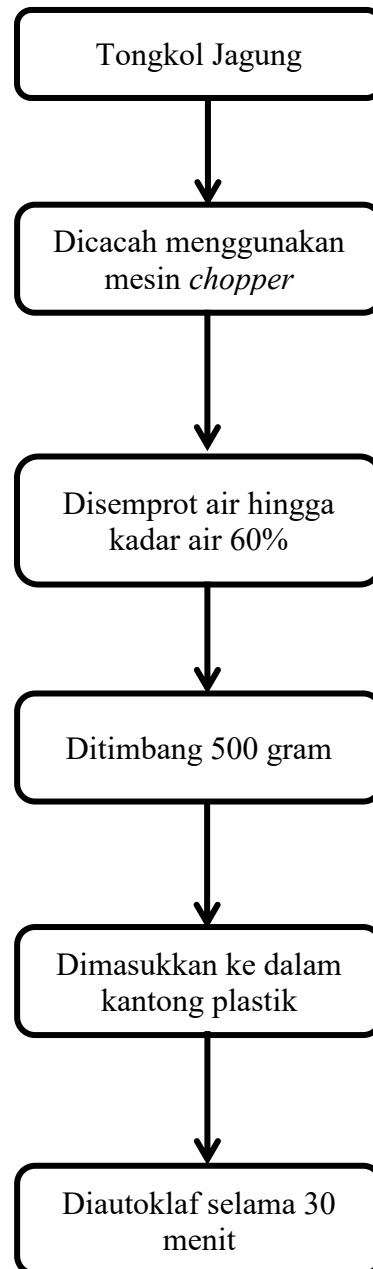 Tongkol Jagung
Dicacah menggunakan
mesin chopper
Disemprot air hingga
kadar air 60%
Ditimbang 500 gram
Dimasukkan ke dalam
kantong plastik
Diautoklaf selama 30
menit